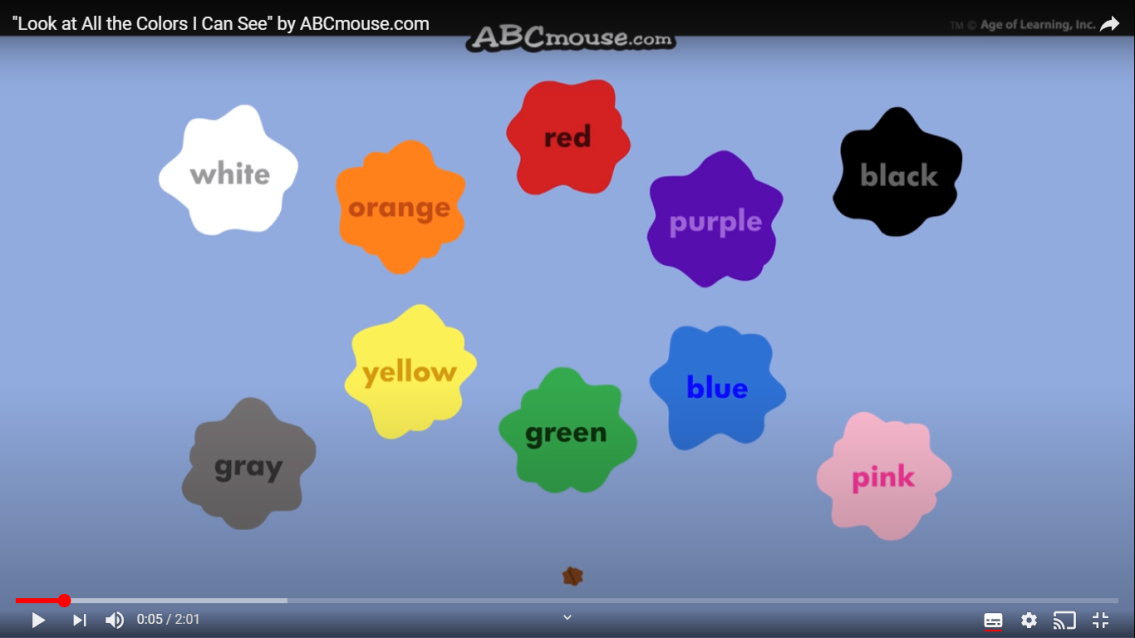 "Look at All the Colors I Can See" by ABCmouse.com
TM © Age of Learning, Inc.
ABCmouse.com
red
white
black
orange
purple
yellow
blue
green
gray
pink
0:05 / 2:01